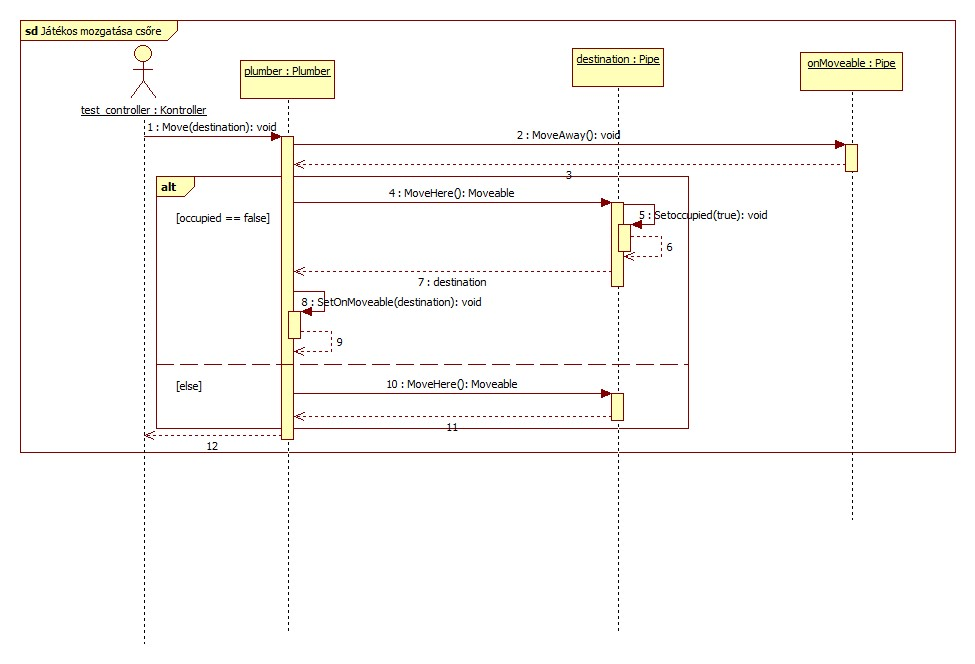 sd Játékos mozgatása csőre
test_controller : Kontroller
plumber : Plumber
destination : Pipe
onMoveable : Pipe
1 : Move(destination): void
2 : MoveAway(): void
3
alt
[occupied == false]
4 : MoveHere(): Moveable
5 : Setoccupied(true): void
6
7 : destination
8 : SetOnMoveable(destination): void
9
[else]
10 : MoveHere(): Moveable
11
12